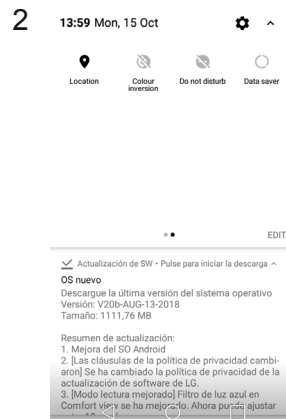 2
13:59 Mon, 15 Oct
Location
Colour
inversion
Do not disturb
Data saver
EDIT
Actualización de SW • Pulse para iniciar la descarga
OS nuevo
Descargue la última versión del sistema operativo
Versión: V20b-AUG-13-2018
Tamaño: 1111,76 MB
Resumen de actualización:
1. Mejora del SO Android
2. [Las cláusulas de la política de privacidad cambi-
aron] Se ha cambiado la política de privacidad de la
actualización de software de LG.
3. [Modo lectura mejorado] Filtro de luz azul en
Comfort view se ha mejorado. Ahora puede ajustar